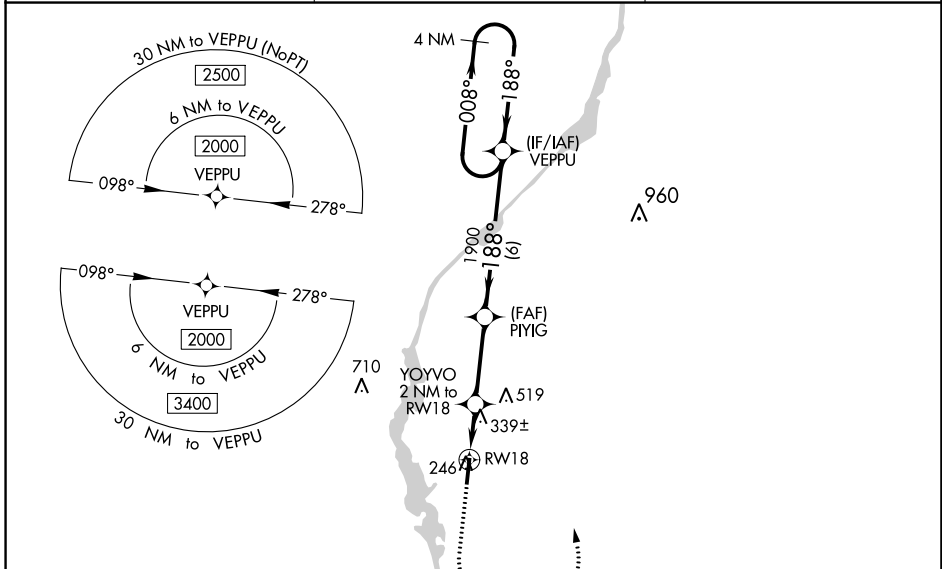 30 NM to VEPPU (NoPT)
2500
6 NM to VEPPU
2000
VEPPU
098°
278°
098°
278°
VEPPU
2000
6 NM to VEPPU
3400
30 NM to VEPPU
4 NM
008°
188°
(IF/IAF)
VEPPU
960
1900
188°
(6)
(FAF)
PIYIG
710
YOYVO
2 NM to
RW18
519
339±
246
RW18